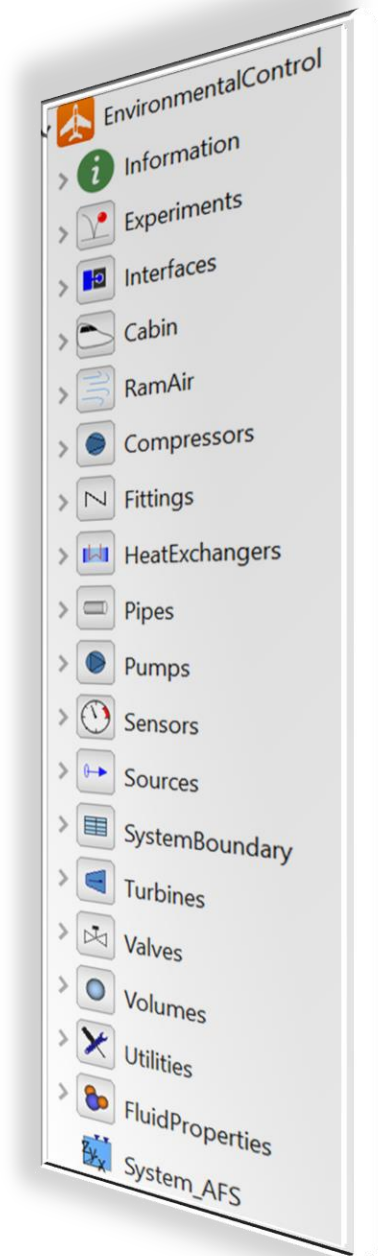 EnvironmentalControl
Information
Experiments
Interfaces
Cabin
RamAir
Compressors
Fittings
HeatExchangers
Pipes
Pumps
Sensors
Sources
SystemBoundary
Turbines
Valves
Volumes
Utilities
FluidProperties
System_AFS